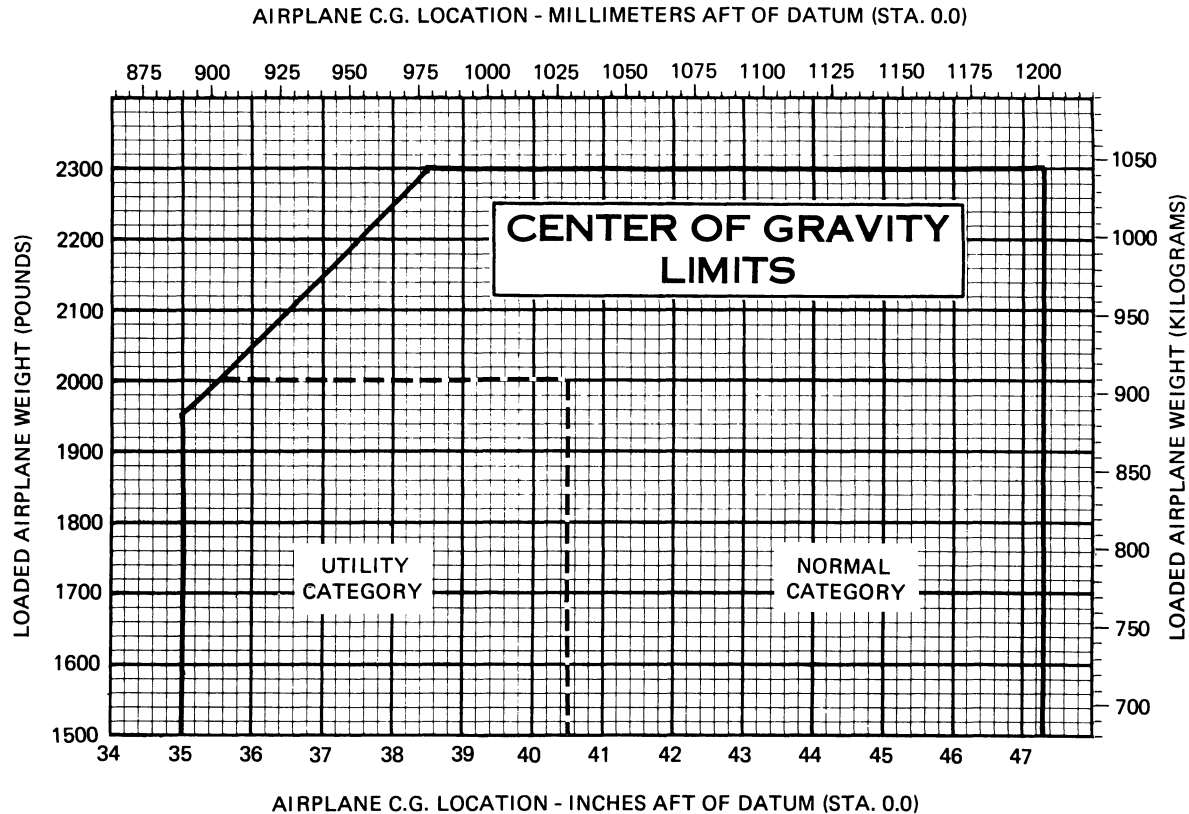 AIRPLANE C.G. LOCATION - MILLIMETERS AFT OF DATUM (STA. 0.0)
875 900 925 950 975 1000 1025 1050 1075 1100 1125 1150 1175 1200
LOADED AIRPLANE WEIGHT (POUNDS)
2300
2200
2100
2000
1900
1800
1700
1600
1500
CENTER OF GRAVITY
LIMITS
UTILITY
CATEGORY
NORMAL
CATEGORY
1050
1000
950
900
850
800
750
700
LOADED AIRPLANE WEIGHT (KILOGRAMS)
34 35 36 37 38 39 40 41 42 43 44 45 46 47
AIRPLANE C.G. LOCATION - INCHES AFT OF DATUM (STA. 0.0)